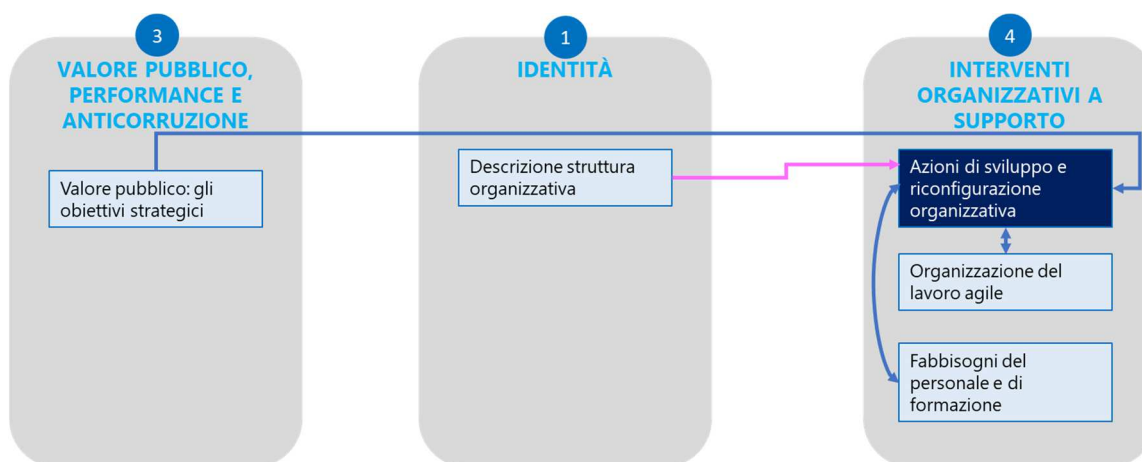 3
VALORE PUBBLICO,
PERFORMANCE E
ANTICORRUZIONE
Valore pubblico: gli
obiettivi strategici
1
IDENTITÀ
Descrizione struttura
organizzativa
4
INTERVENTI
ORGANIZZATIVI A
SUPPORTO
Azioni di sviluppo e
riconfigurazione
organizzativa
Organizzazione del
lavoro agile
Fabbisogni del
personale e di
formazione